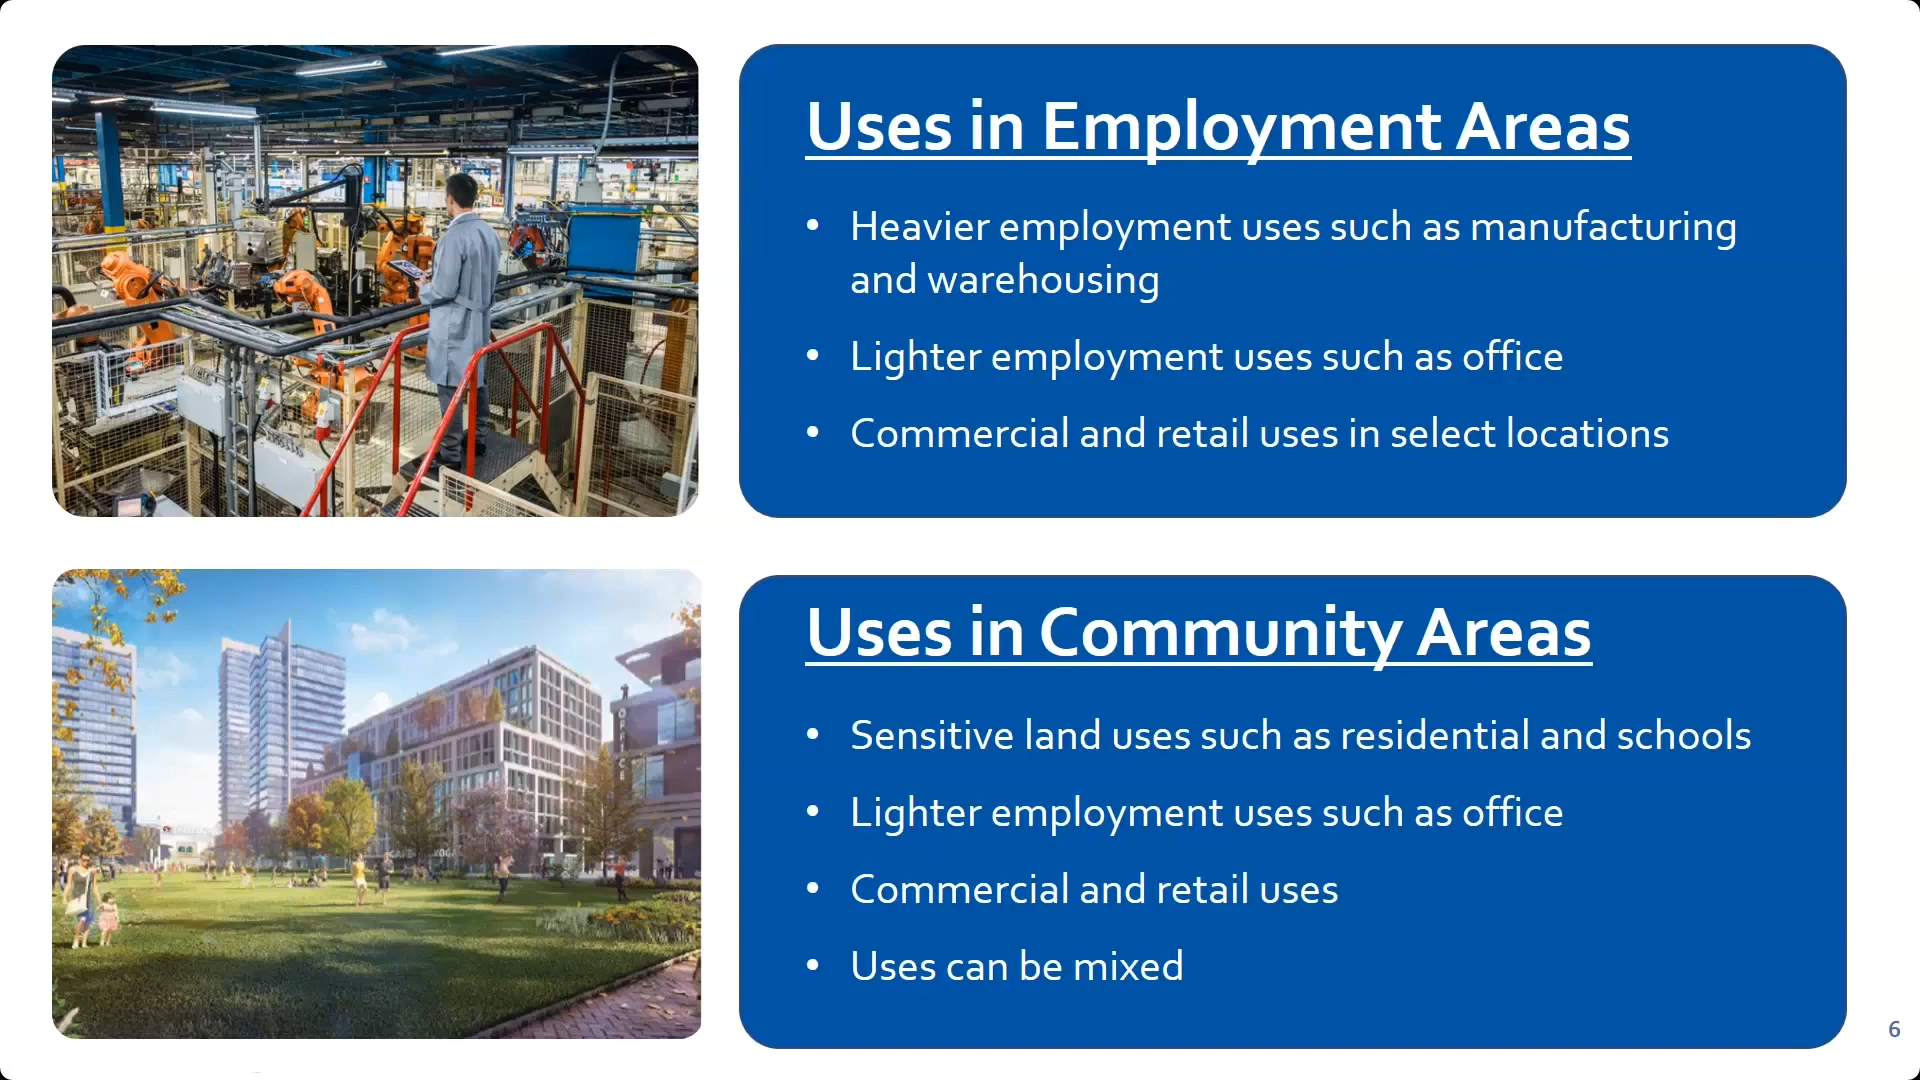 Uses in Employment Areas
• Heavier employment uses such as manufacturing
and warehousing
• Lighter employment uses such as office
• Commercial and retail uses in select locations
OFFICE
Uses in Community Areas
• Sensitive land uses such as residential and schools
• Lighter employment uses such as office
• Commercial and retail uses
• Uses can be mixed
6